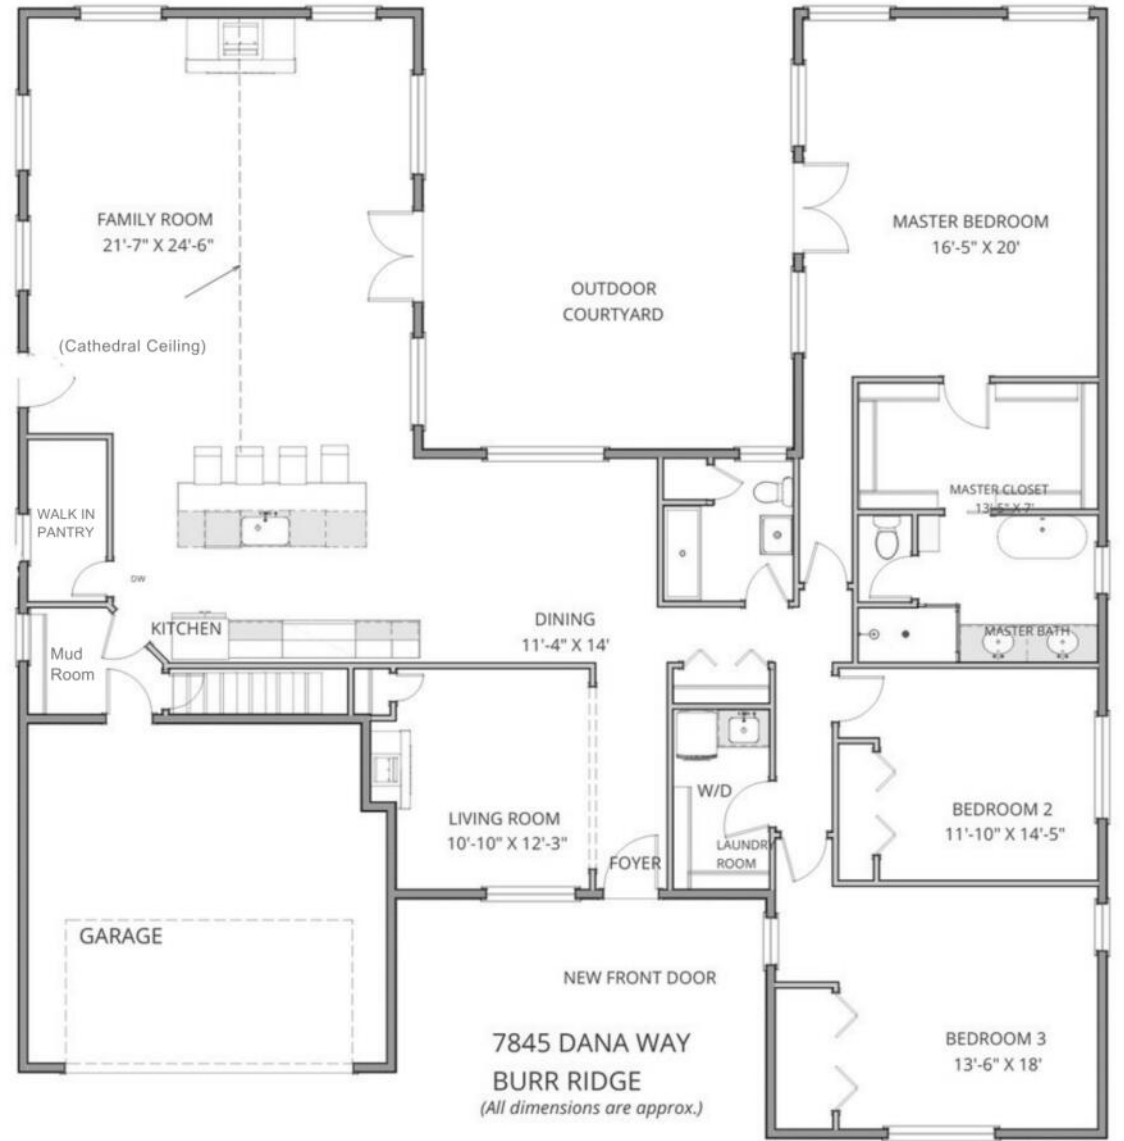 FAMILY ROOM
21'-7" X 24'-6"
(Cathedral Ceiling)
OUTDOOR
COURTYARD
MASTER BEDROOM
16'-5" X 20'
MASTER CLOSET
13'-5" X 7'
WALK IN
PANTRY
DW
KITCHEN
DINING
11'-4" X 14'
MASTER BATH
Mud
Room
W/D
LAUNDRY
ROOM
LIVING ROOM
10'-10" X 12'-3"
FOYER
BEDROOM 2
11'-10" X 14'-5"
GARAGE
NEW FRONT DOOR
BEDROOM 3
13'-6" X 18'
7845 DANA WAY
BURR RIDGE
(All dimensions are approx.)